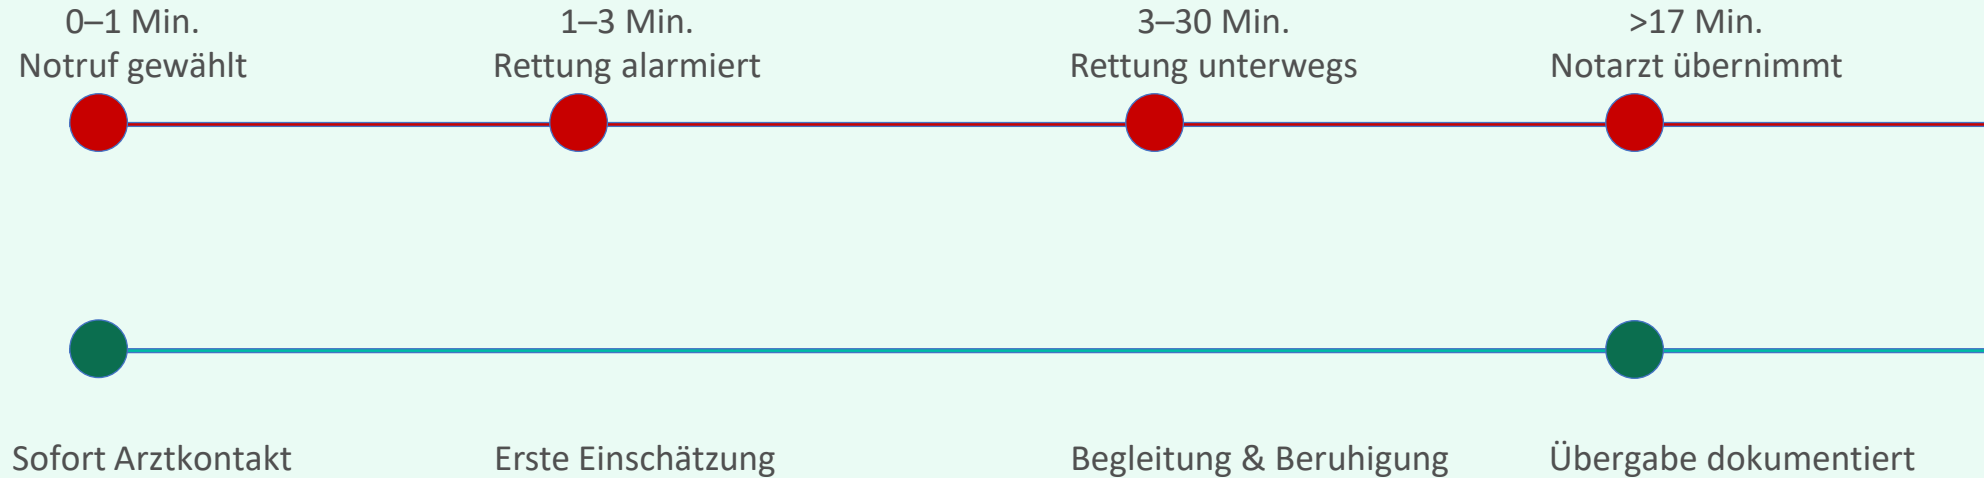 0–1 Min.
Notruf gewählt
1–3 Min.
Rettung alarmiert
3–30 Min.
Rettung unterwegs
>17 Min.
Notarzt übernimmt
Sofort Arztkontakt
Erste Einschätzung
Begleitung & Beruhigung
Übergabe dokumentiert